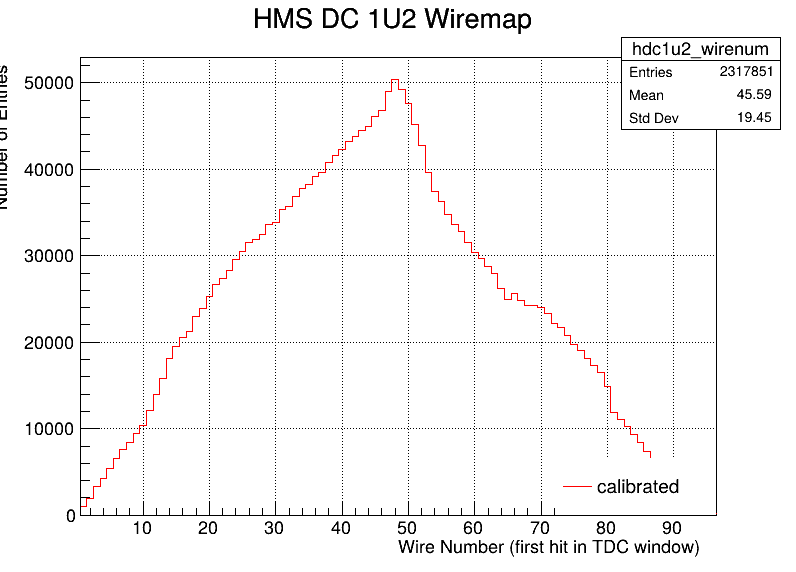 HMS DC 1U2 Wiremap
hdc1u2_wirenum
Entries 2317851
Mean 45.59
Std Dev 19.45
Number of Entries
50000
40000
30000
20000
10000
0
10 20 30 40 50 60 70 80 90
calibrated
Wire Number (first hit in TDC window)